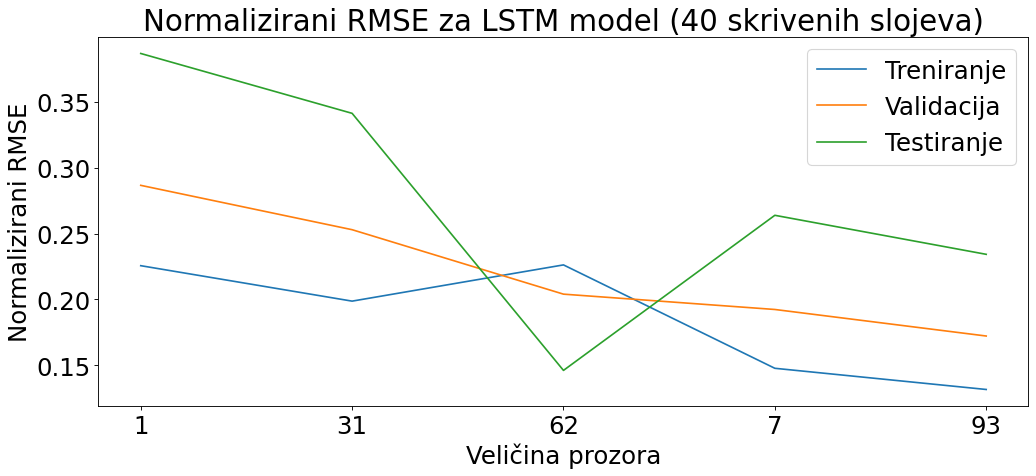 Normalizirani RMSE za LSTM model (40 skrivenih slojeva)
Treniranje
Validacija
Testiranje
Normalizirani RMSE
0.35
0.30
0.25
0.20
0.15
1 31 62 7 93
Veličina prozora